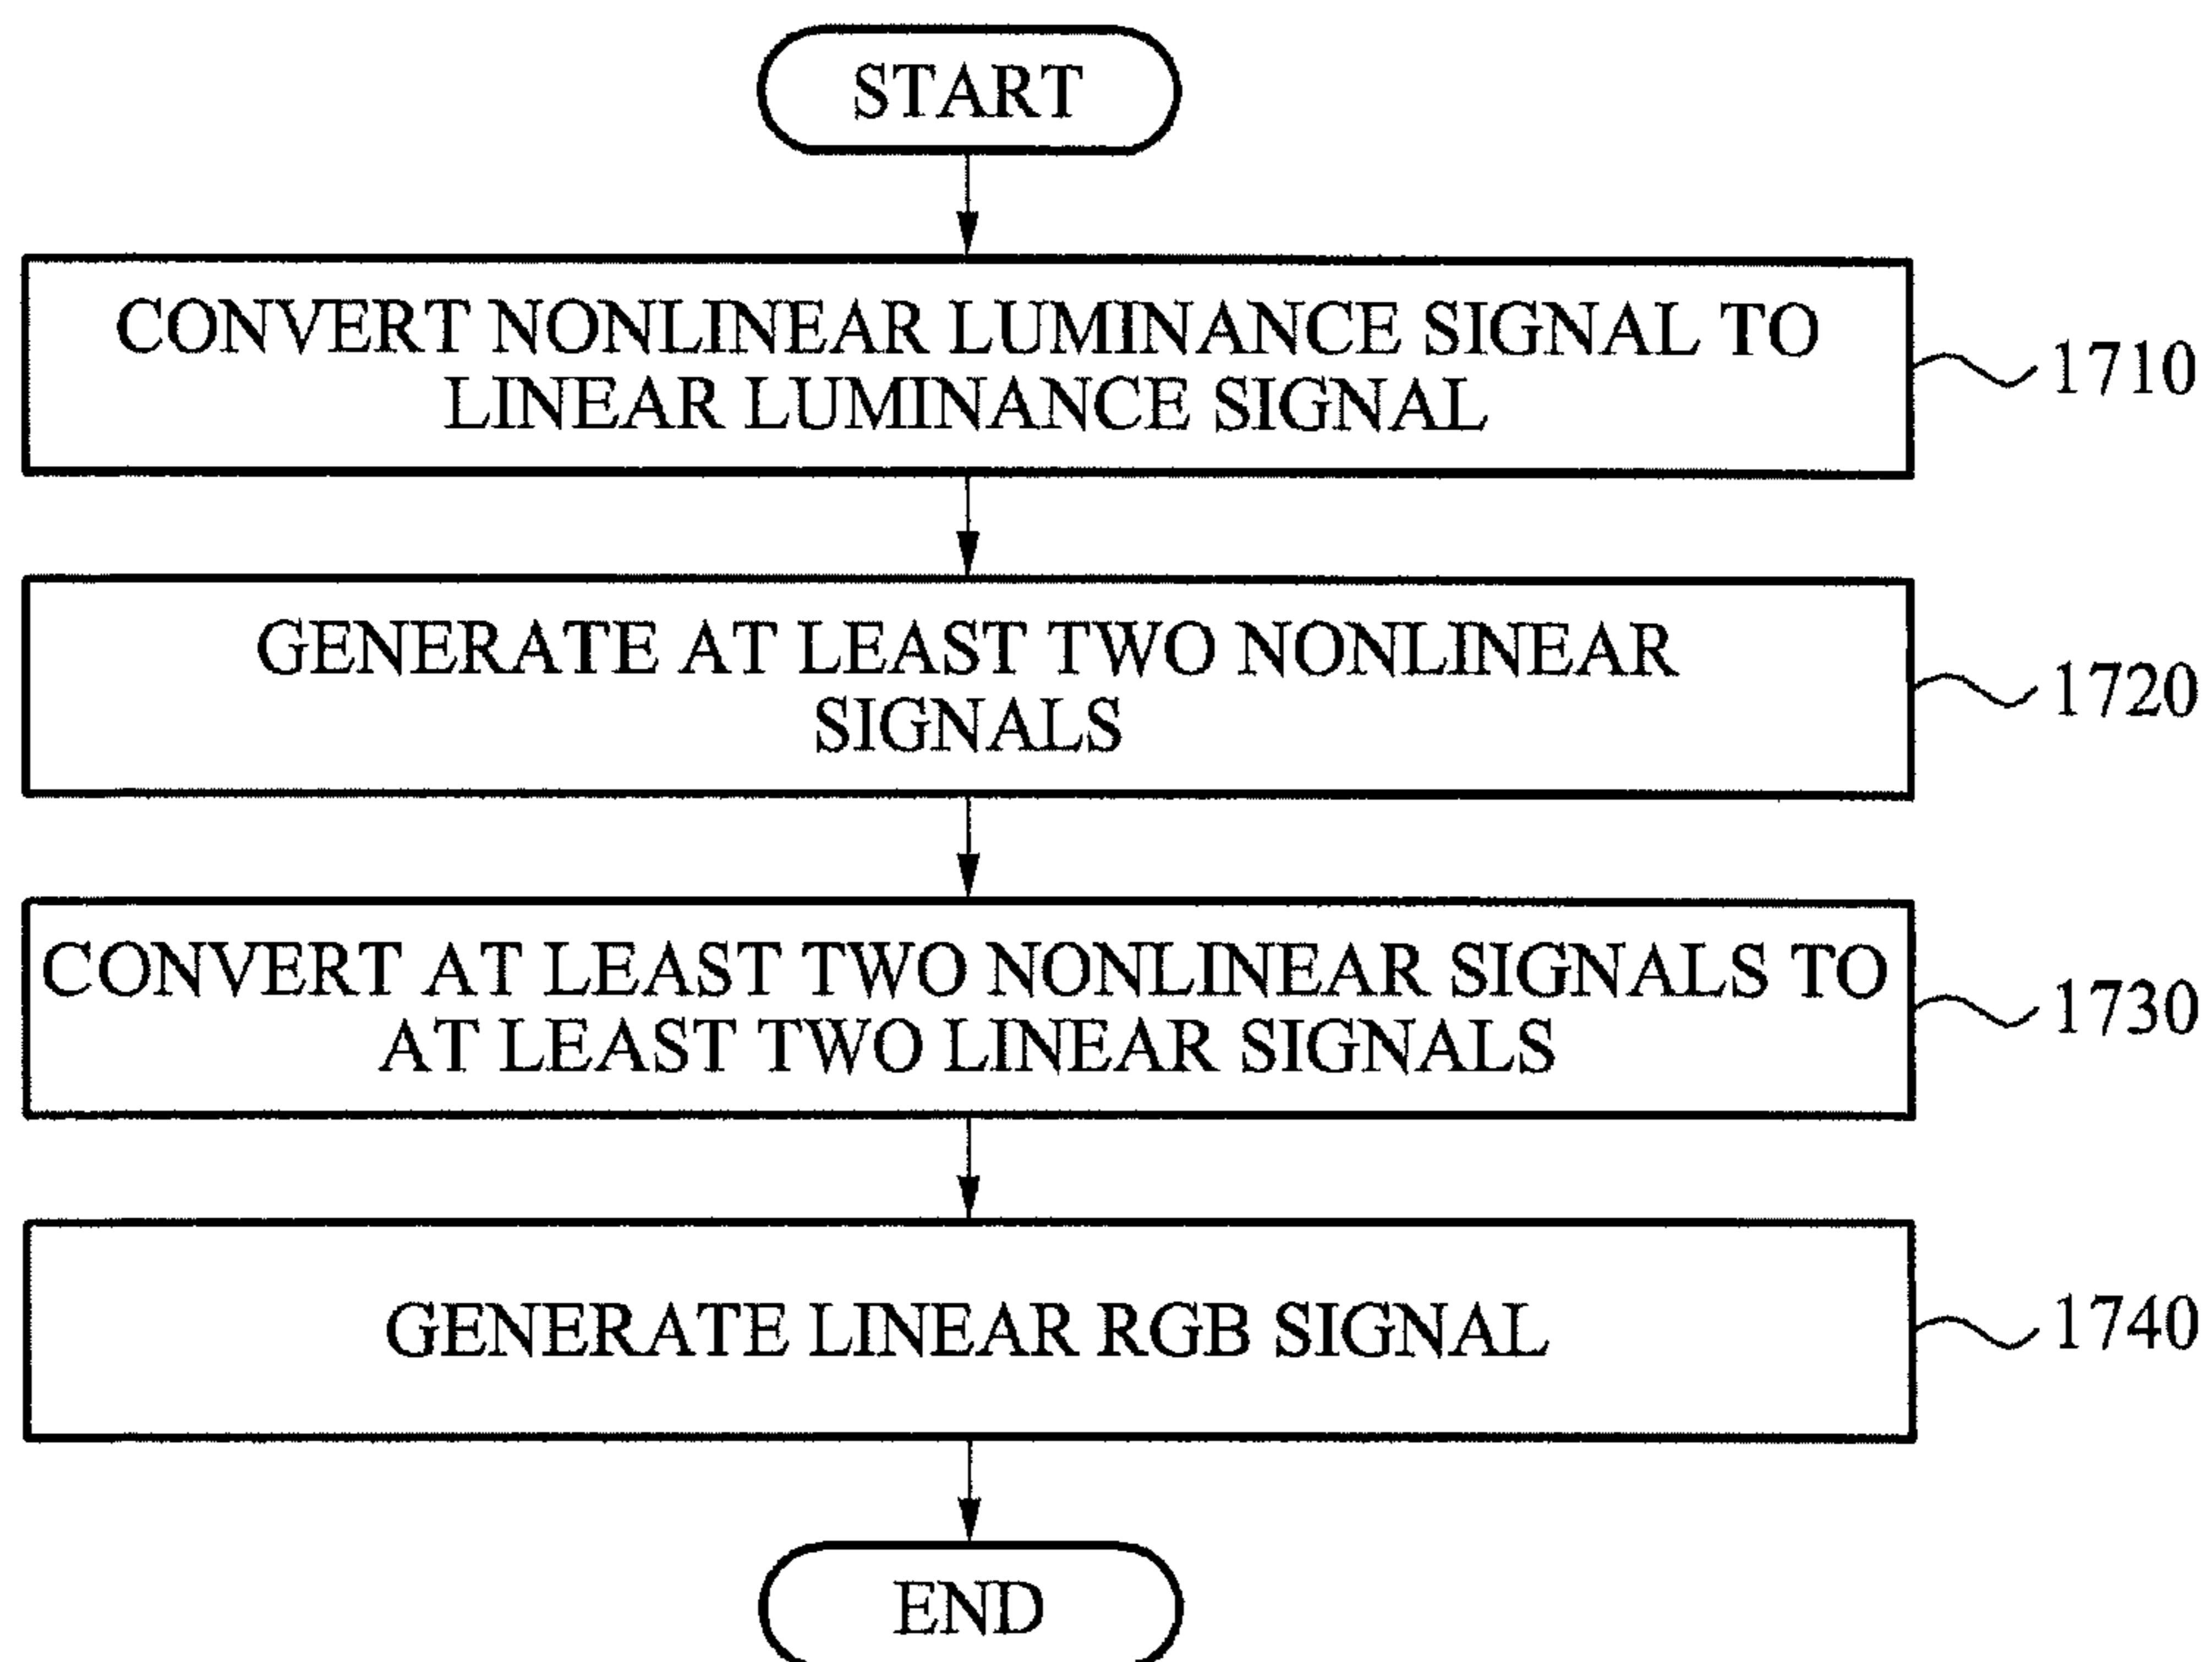 START
CONVERT NONLINEAR LUMINANCE SIGNAL TO
LINEAR LUMINANCE SIGNAL
1710
GENERATE AT LEAST TWO NONLINEAR
SIGNALS
1720
CONVERT AT LEAST TWO NONLINEAR SIGNALS TO
AT LEAST TWO LINEAR SIGNALS
1730
GENERATE LINEAR RGB SIGNAL
1740
END